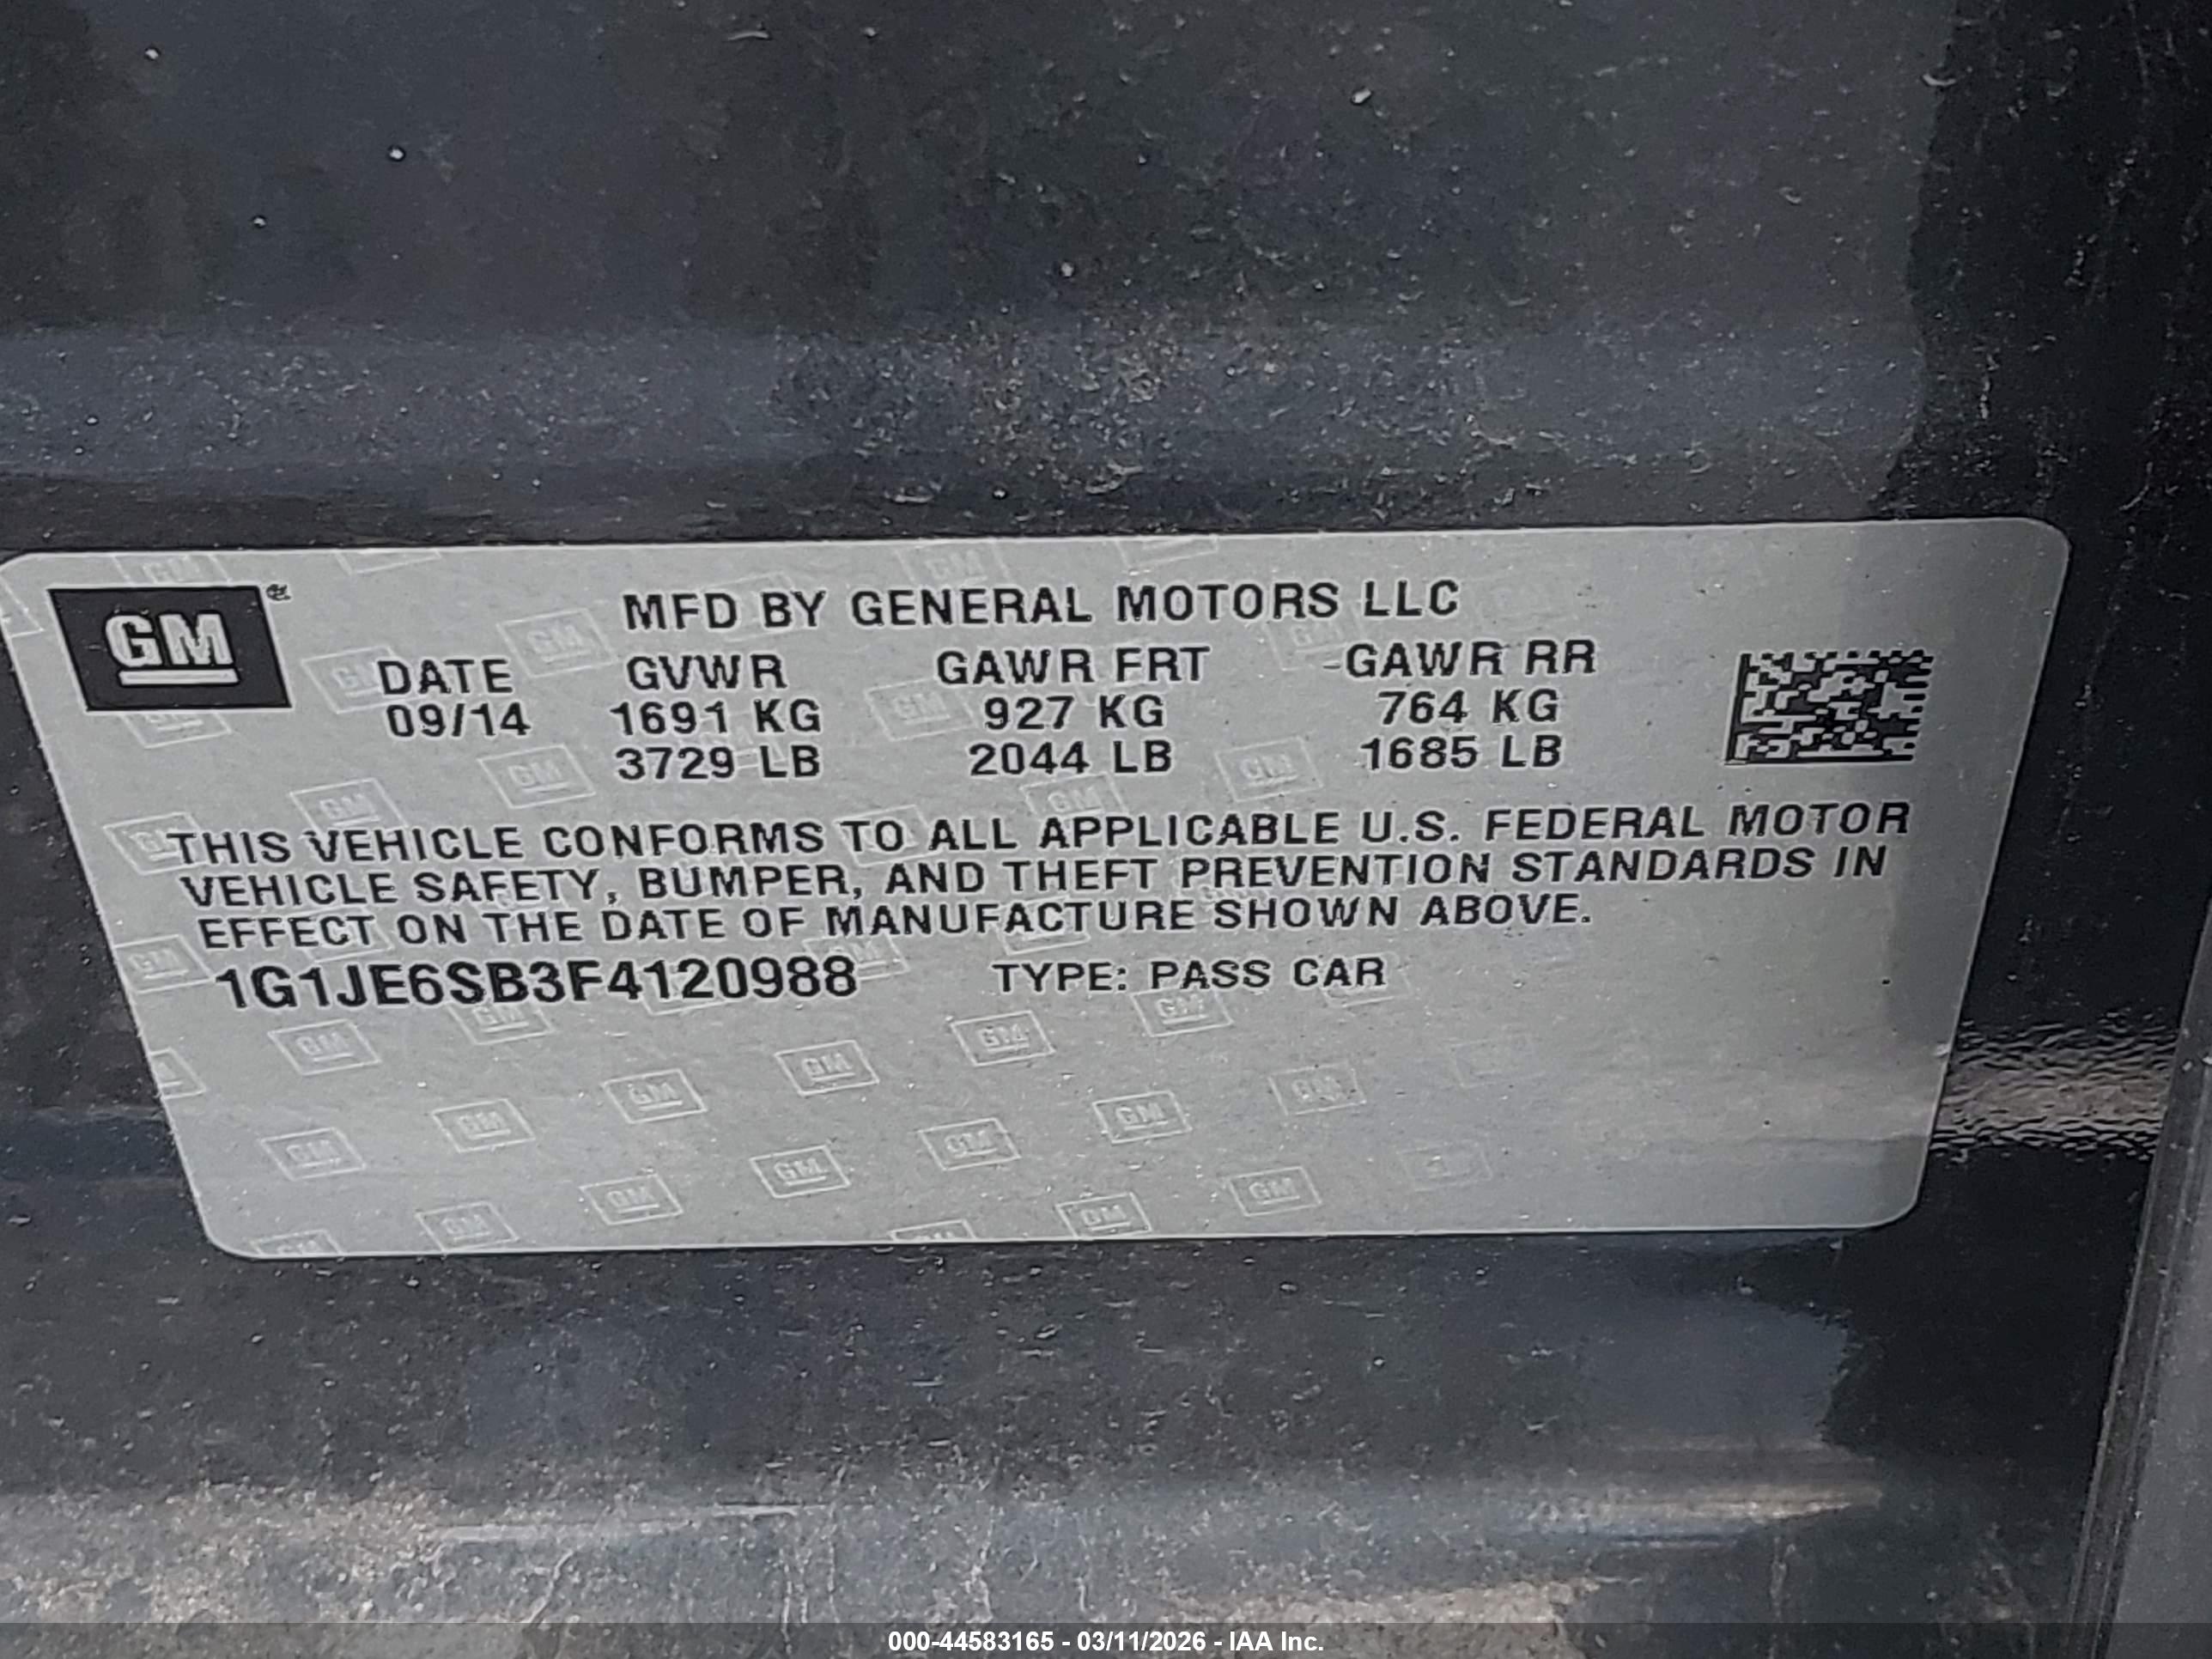 GM
MFD BY GENERAL MOTORS LLC
DATE GVWR GAWR FRT GAWR RR
09/14 1691 KG 927 KG 764 KG
3729 LB 2044 LB 1685 LB
THIS VEHICLE CONFORMS TO ALL APPLICABLE U.S. FEDERAL MOTOR
VEHICLE SAFETY, BUMPER, AND THEFT PREVENTION STANDARDS IN
EFFECT ON THE DATE OF MANUFACTURE SHOWN ABOVE.
1G1JE6SB3F4120988 TYPE: PASS CAR
000-44583165 - 03/11/2026 - IAA Inc.